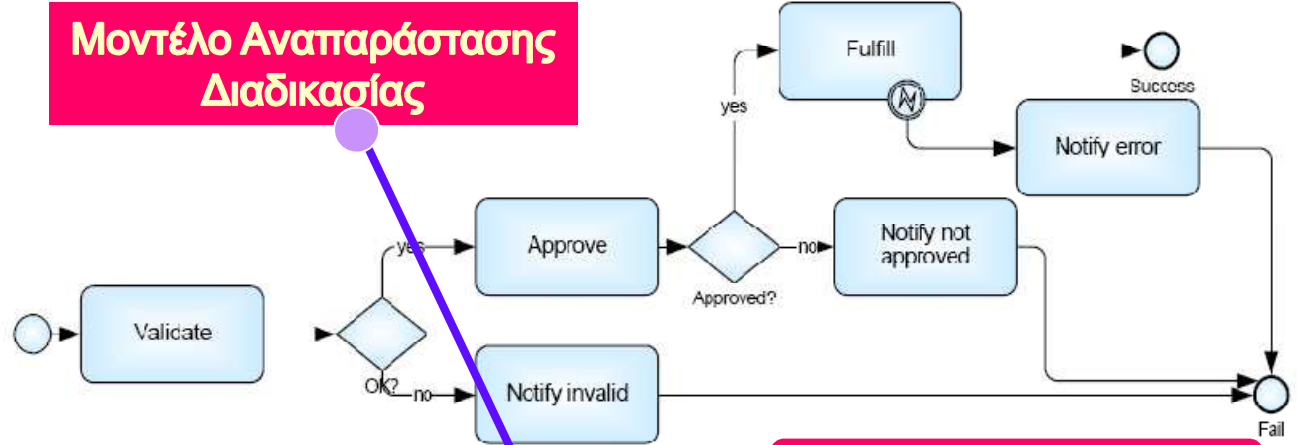 Μοντέλο Αναπαράστασης
Διαδικασίας
Fulfill
Success
yes
Notify error
yes
Approve
no
Notify not
approved
Approved?
Validate
OK?
no
Notify invalid
Fail